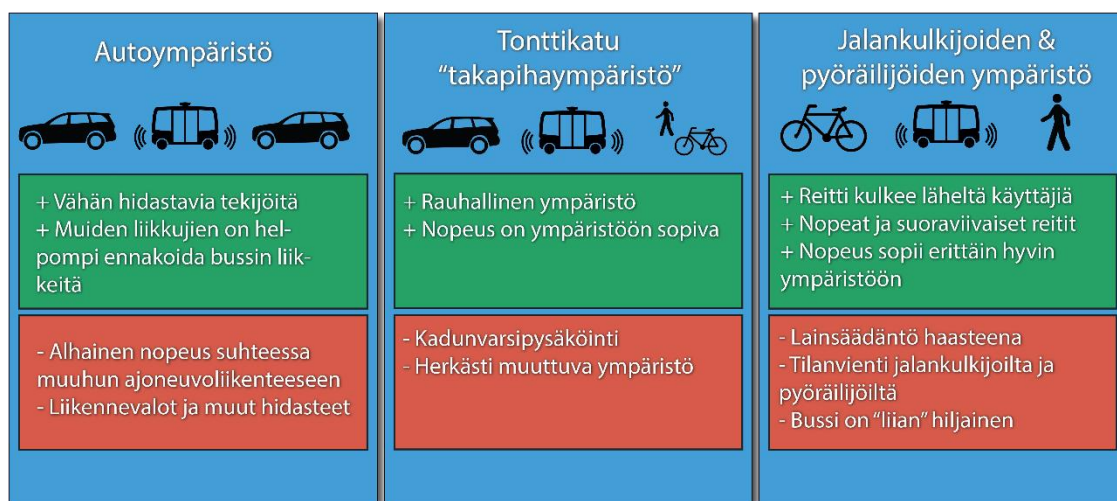 Autoympäristö
+ Vähän hidastavia tekijöitä
+ Muiden liikkujien on hel-
pompi ennakoida bussin liik-
keitä
- Alhainen nopeus suhteessa
muuhun ajoneuvoliikenteeseen
- Liikennevalot ja muut hidasteet
Tonttikatu
"takapihaympäristö"
+ Rauhallinen ympäristö
+ Nopeus on ympäristöön sopiva
- Kadunvarsipysäköinti
- Herkästi muuttuva ympäristö
Jalankulkijoiden &
pyöräilijöiden ympäristö
+ Reitti kulkee läheltä käyttäjiä
+ Nopeat ja suoraviivaiset reitit
+ Nopeus sopii erittäin hyvin
ympäristöön
- Lainsäädäntö haasteena
- Tilanvienti jalankulkijoilta ja
pyöräilijöiltä
- Bussi on "liian" hiljainen